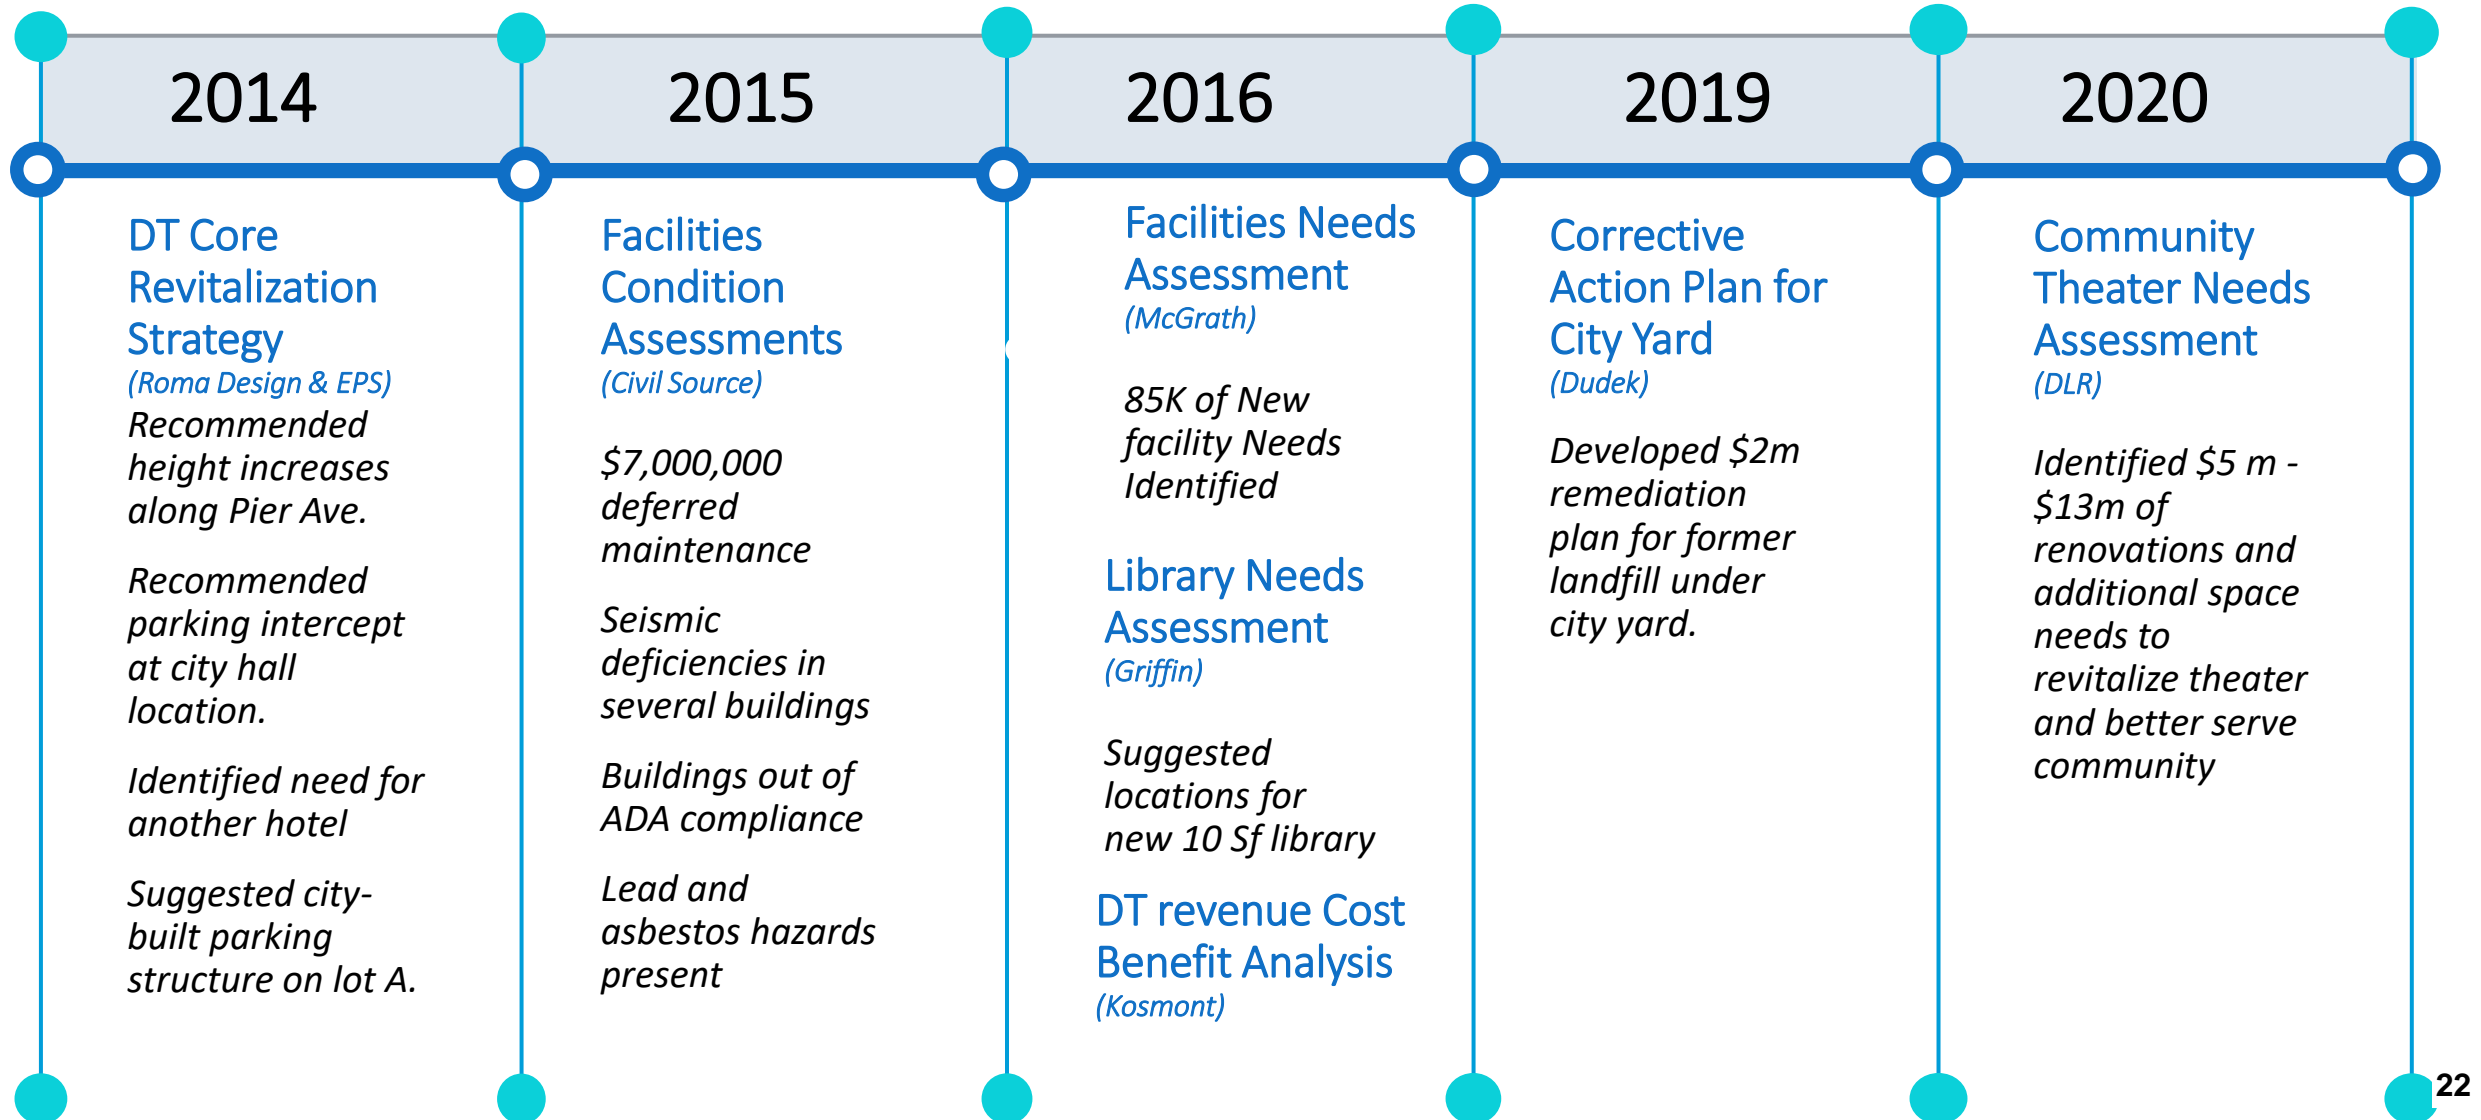 2014
DT Core
Revitalization
Strategy
(Roma Design & EPS)
Recommended
height increases
along Pier Ave.
Recommended
parking intercept
at city hall
location.
Identified need for
another hotel
Suggested city-
built parking
structure on lot A.
2015
Facilities
Condition
Assessments
(Civil Source)
$7,000,000
deferred
maintenance
Seismic
deficiencies in
several buildings
Buildings out of
ADA compliance
Lead and
asbestos hazards
present
2016
Facilities Needs
Assessment
(McGrath)
85K of New
facility Needs
Identified
Library Needs
Assessment
(Griffin)
Suggested
locations for
new 10 Sf library
DT revenue Cost
Benefit Analysis
(Kosmont)
2019
Corrective
Action Plan for
City Yard
(Dudek)
Developed $2m
remediation
plan for former
landfill under
city yard.
2020
Community
Theater Needs
Assessment
(DLR)
Identified $5 m -
$13m of
renovations and
additional space
needs to
revitalize theater
and better serve
community
22